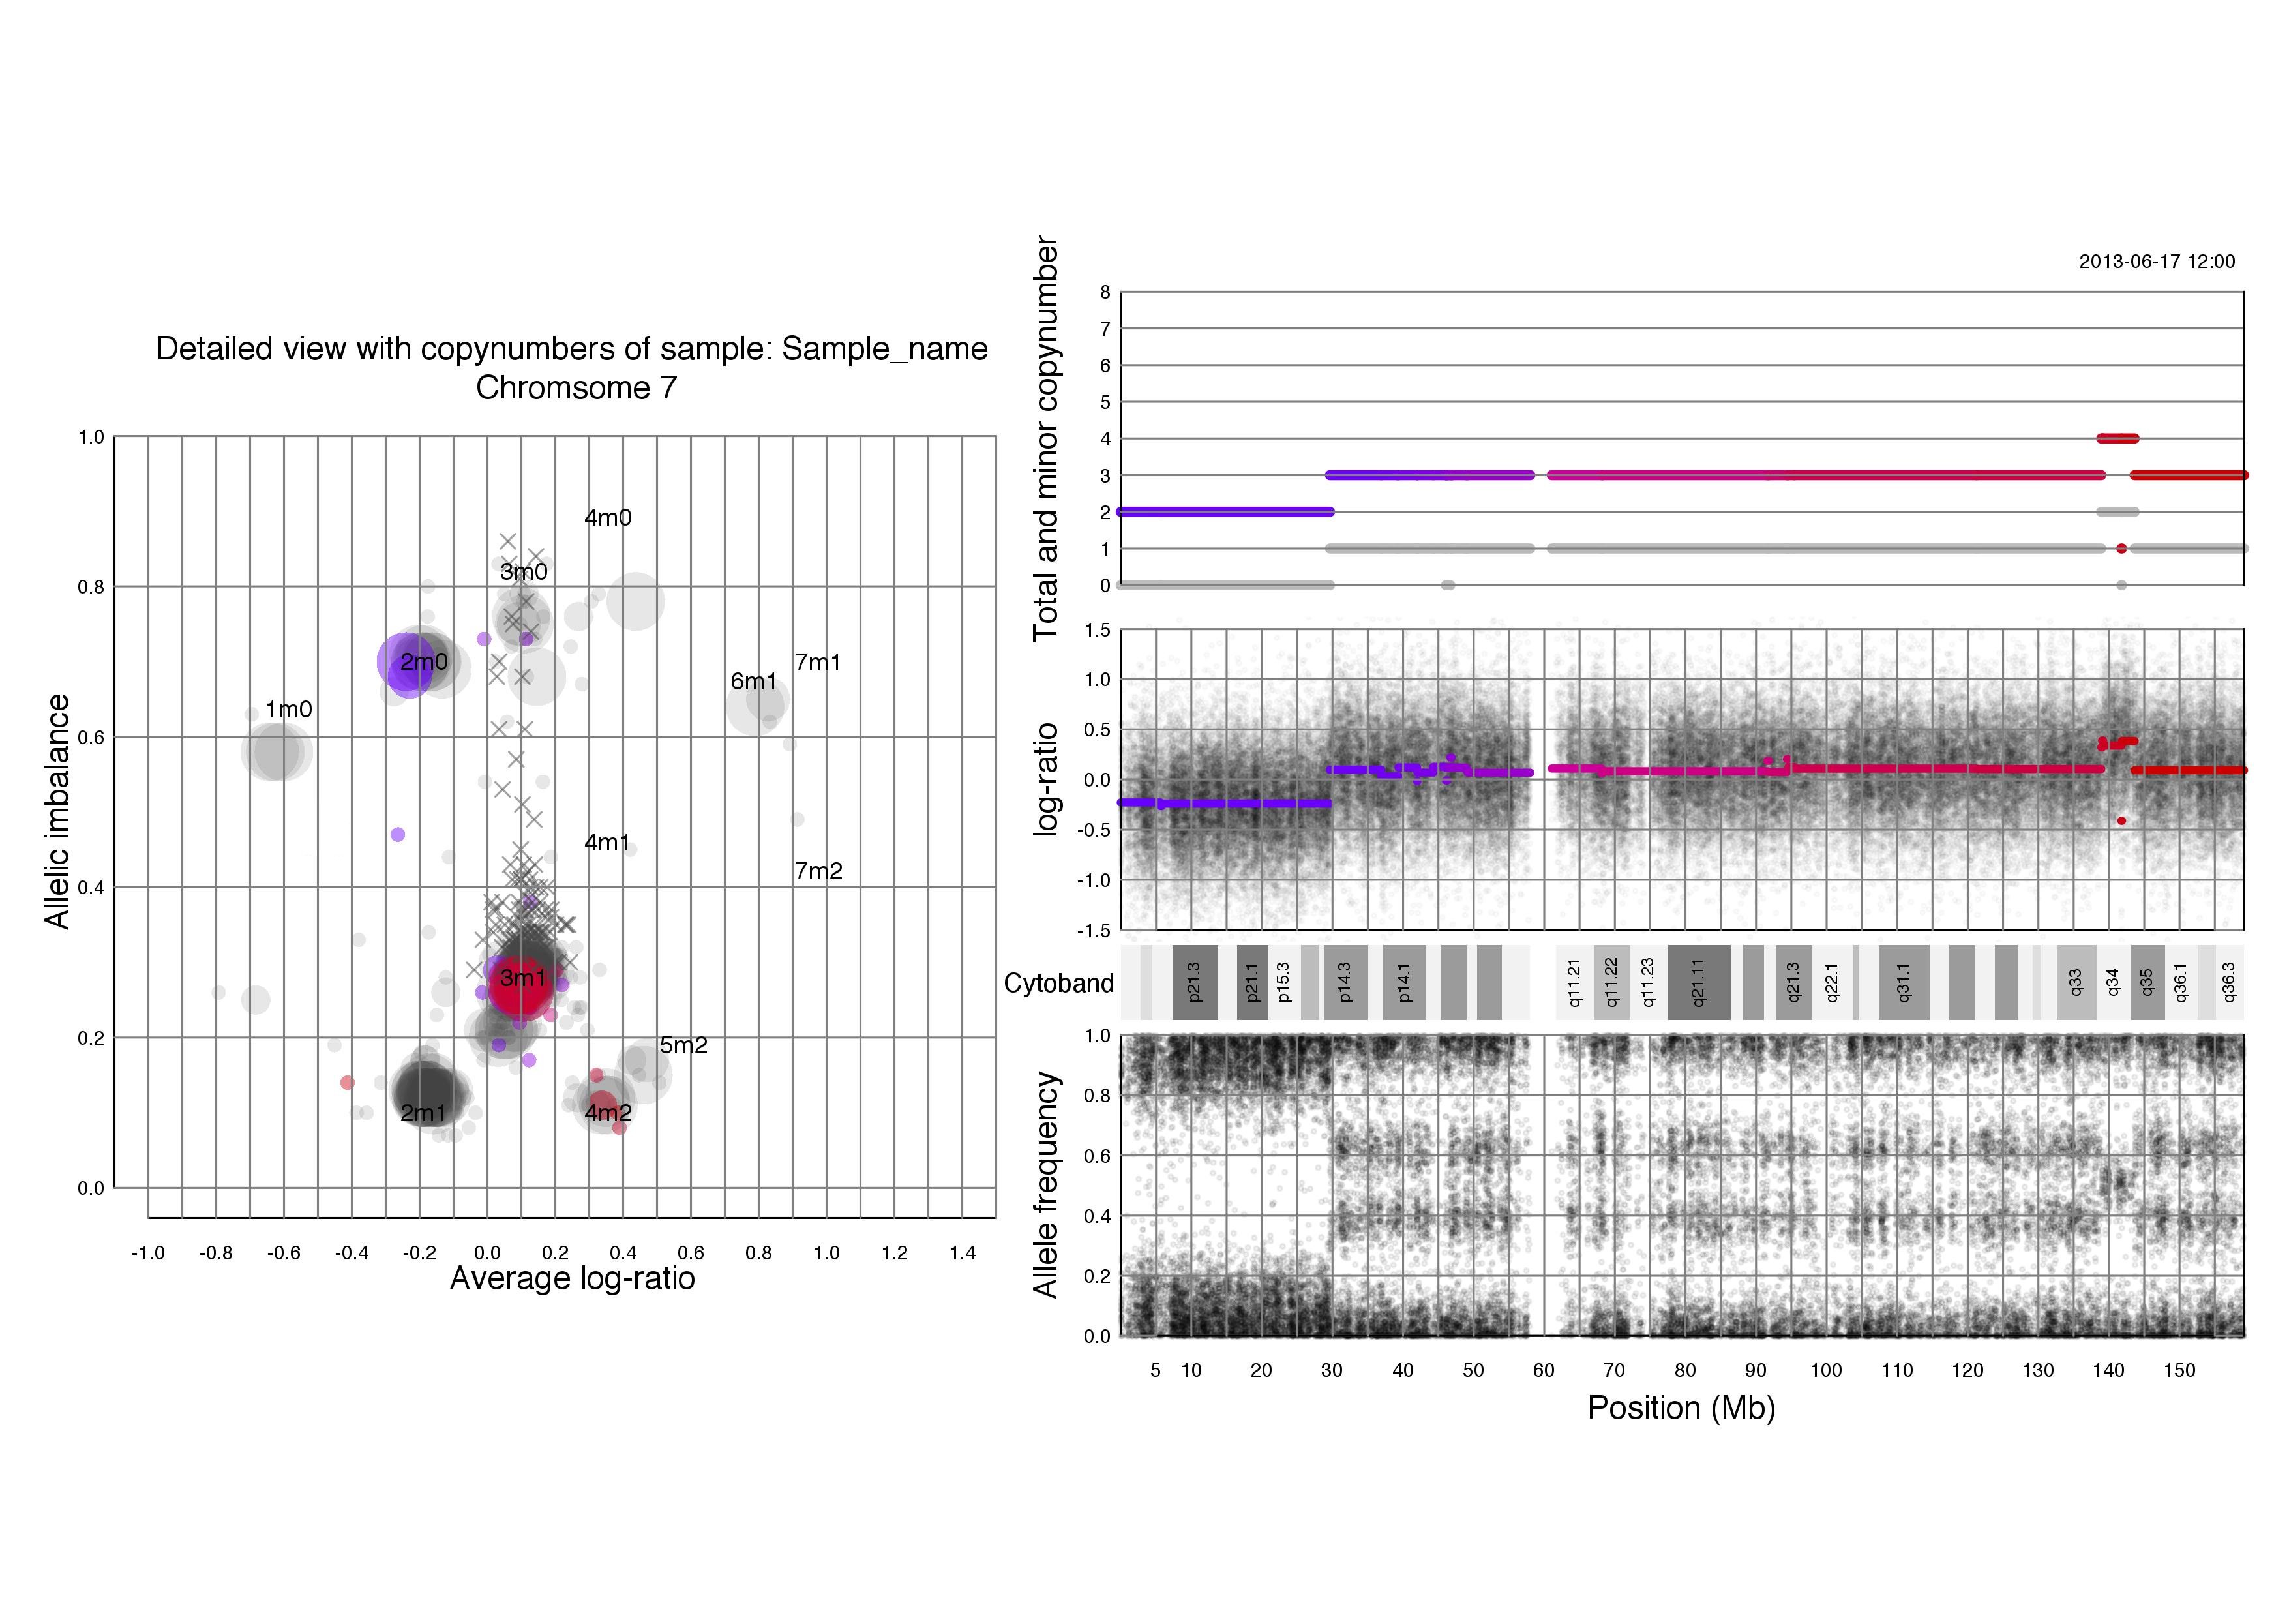 2013-06-17 12:00
Detailed view with copynumbers of sample: Sample_name
Chromsome 7
1.0
0.8
0.6
0.4
0.2
0.0
Allelic imbalance
4m0
3m0
2m0
7m1
6m1
1m0
4m1
7m2
3m1
5m2
2m1
4m2
-1.0 -0.8 -0.6 -0.4 -0.2 0.0 0.2 0.4 0.6 0.8 1.0 1.2 1.4
Average log-ratio
Total and minor copynumber
8
7
6
5
4
3
2
1
0
log-ratio
1.5
1.0
0.5
0.0
-0.5
-1.0
-1.5
Cytoband
p21.3 p21.1 p15.3 p14.3 p14.1 q11.21 q11.22 q11.23 q21.11 q21.3 q22.1 q31.1 q33 q34 q35 q36.1 q36.3
Allele frequency
1.0
0.8
0.6
0.4
0.2
0.0
5 10 20 30 40 50 60 70 80 90 100 110 120 130 140 150
Position (Mb)